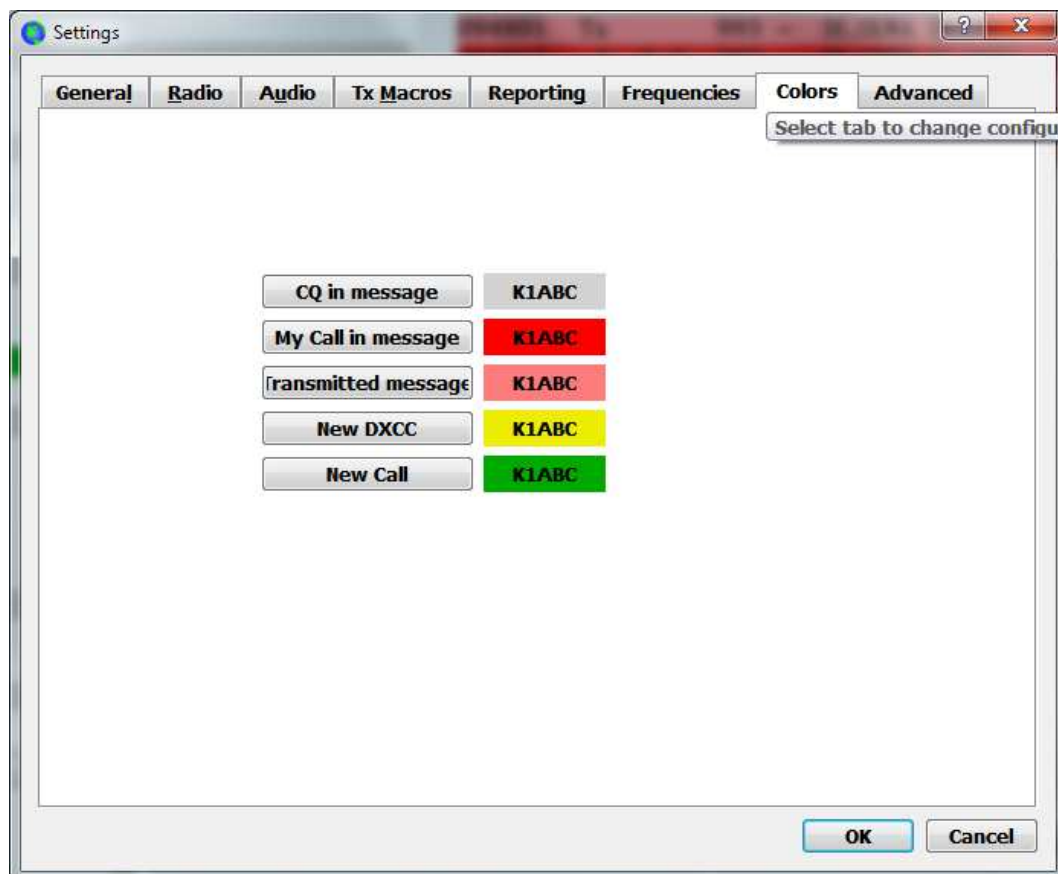 Settings
General Radio Audio Tx Macros Reporting Frequencies Colors Advanced
Select tab to change configu
CQ in message K1ABC
My Call in message K1ABC
Transmitted message K1ABC
New DXCC K1ABC
New Call K1ABC
OK Cancel